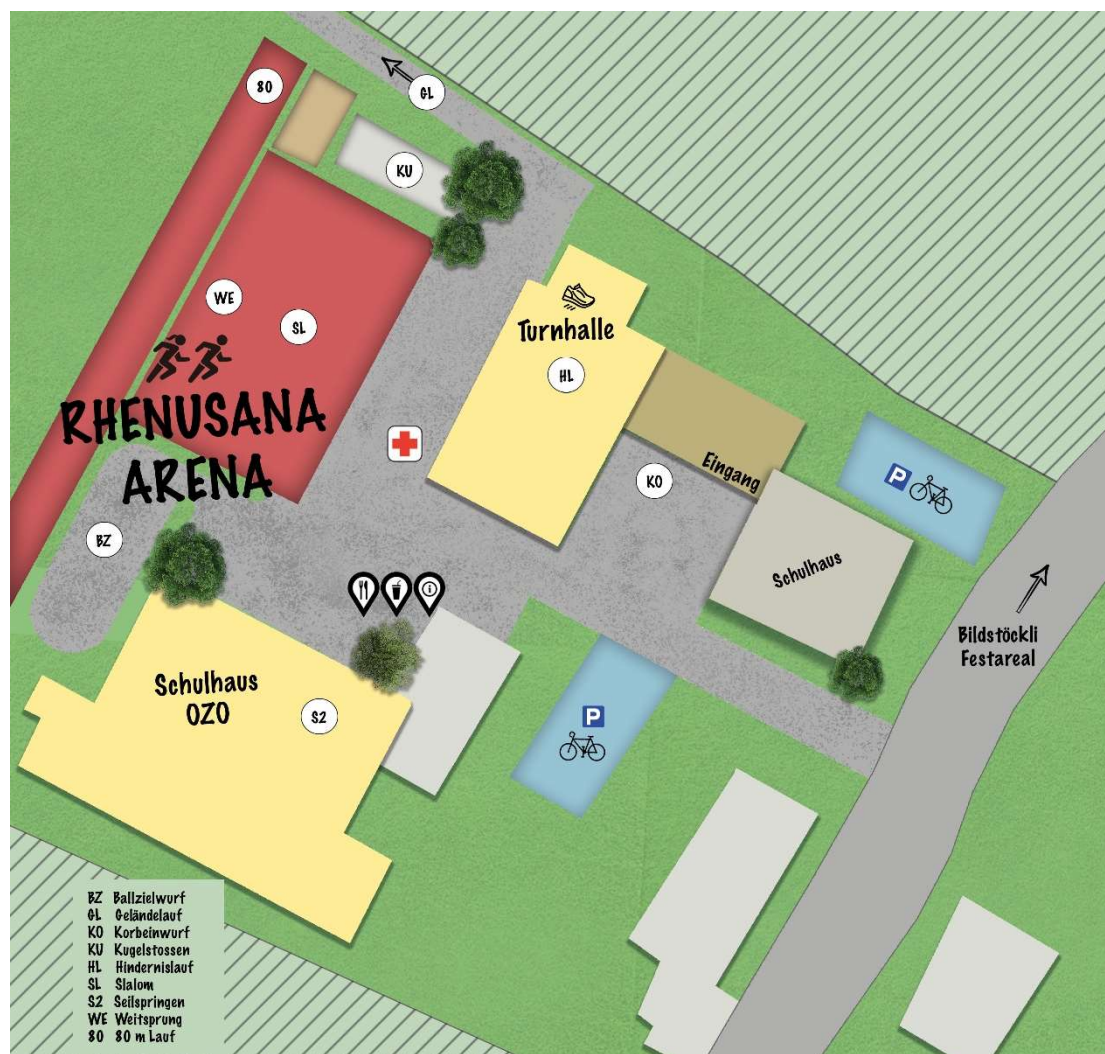 80
GL
KU
WE
SL
Turnhalle
HL
RHENUSANA
ARENA
Eingang
KO
P
BZ
Schulhaus
Bildstöckli
Festareal
Schulhaus
OZO
S2
P
BZ Ballzielwurf
GL Geländelauf
KO Korbeinwurf
KU Kugelstossen
HL Hindernislauf
SL Slalom
S2 Seilspringen
WE Weitsprung
80 80 m Lauf